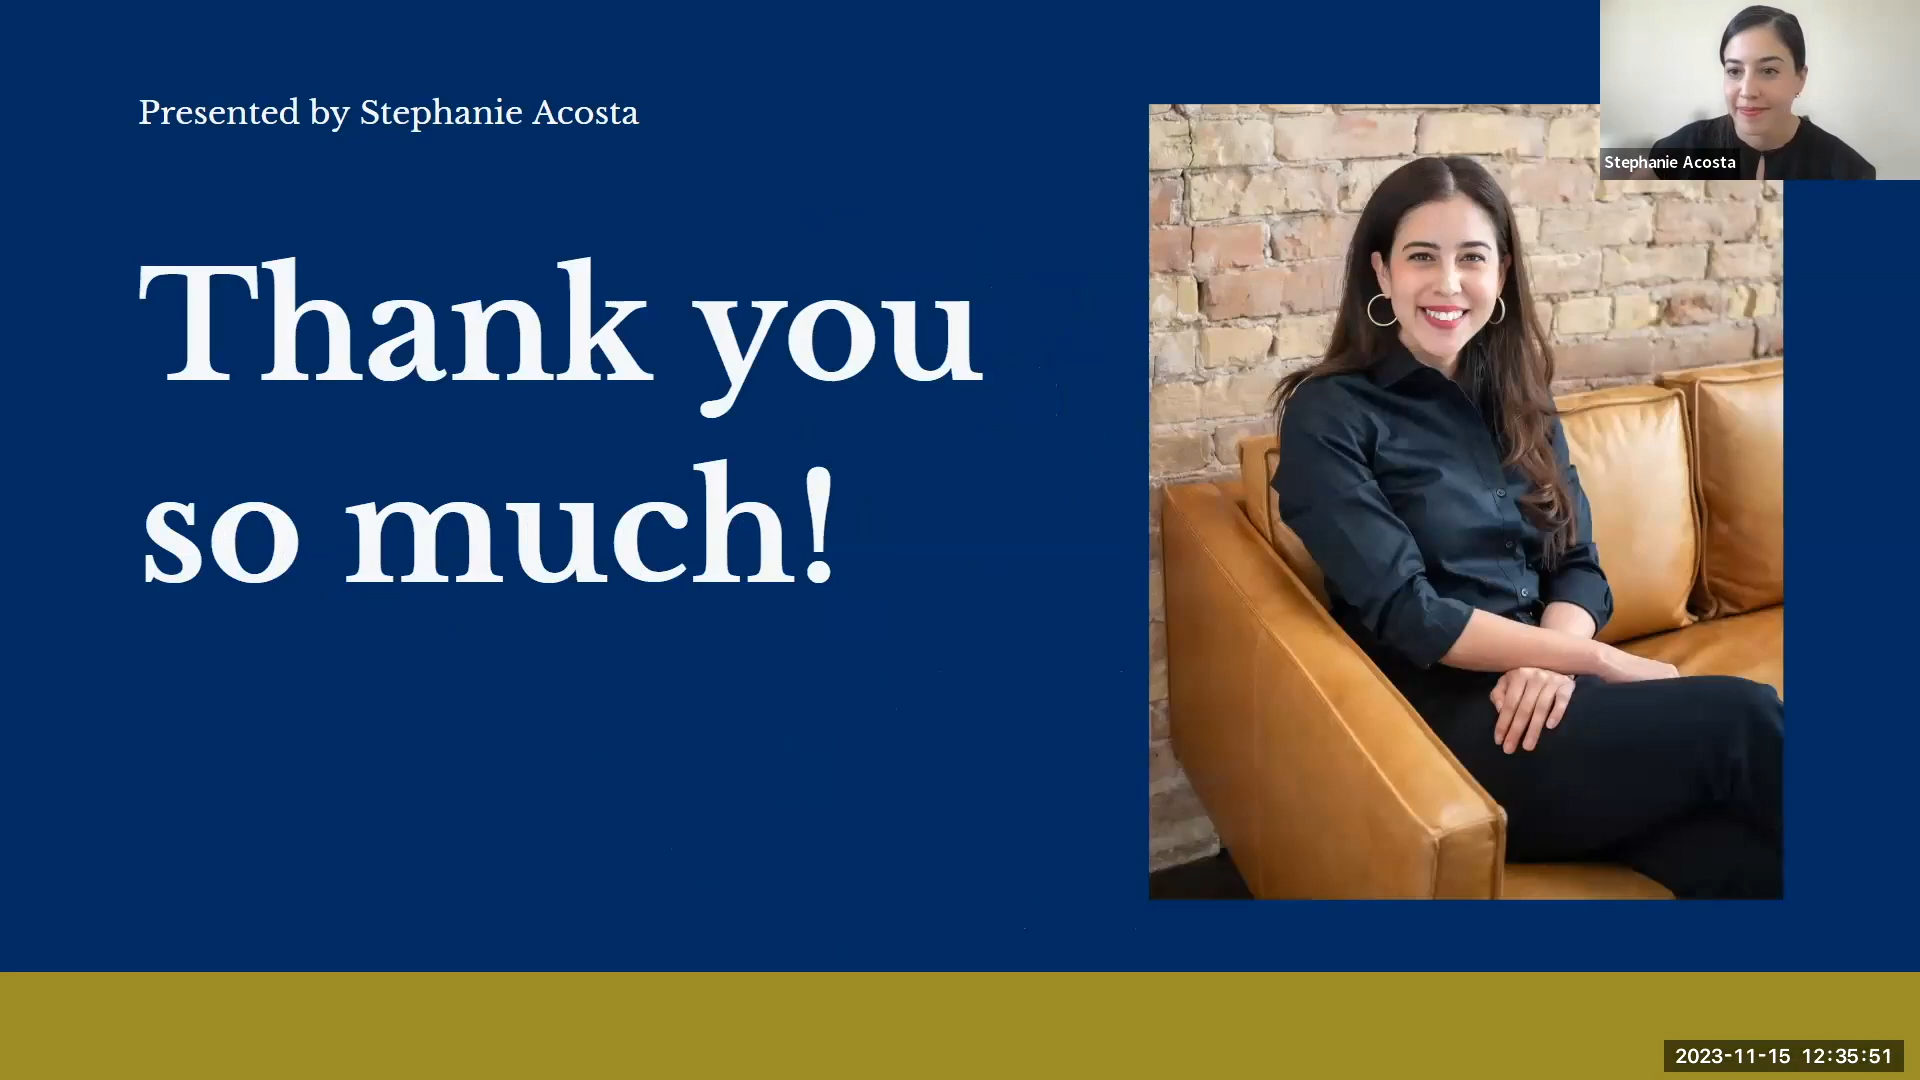 Presented by Stephanie Acosta
Stephanie Acosta
Thank you
so much!
2023-11-15 12:35:51